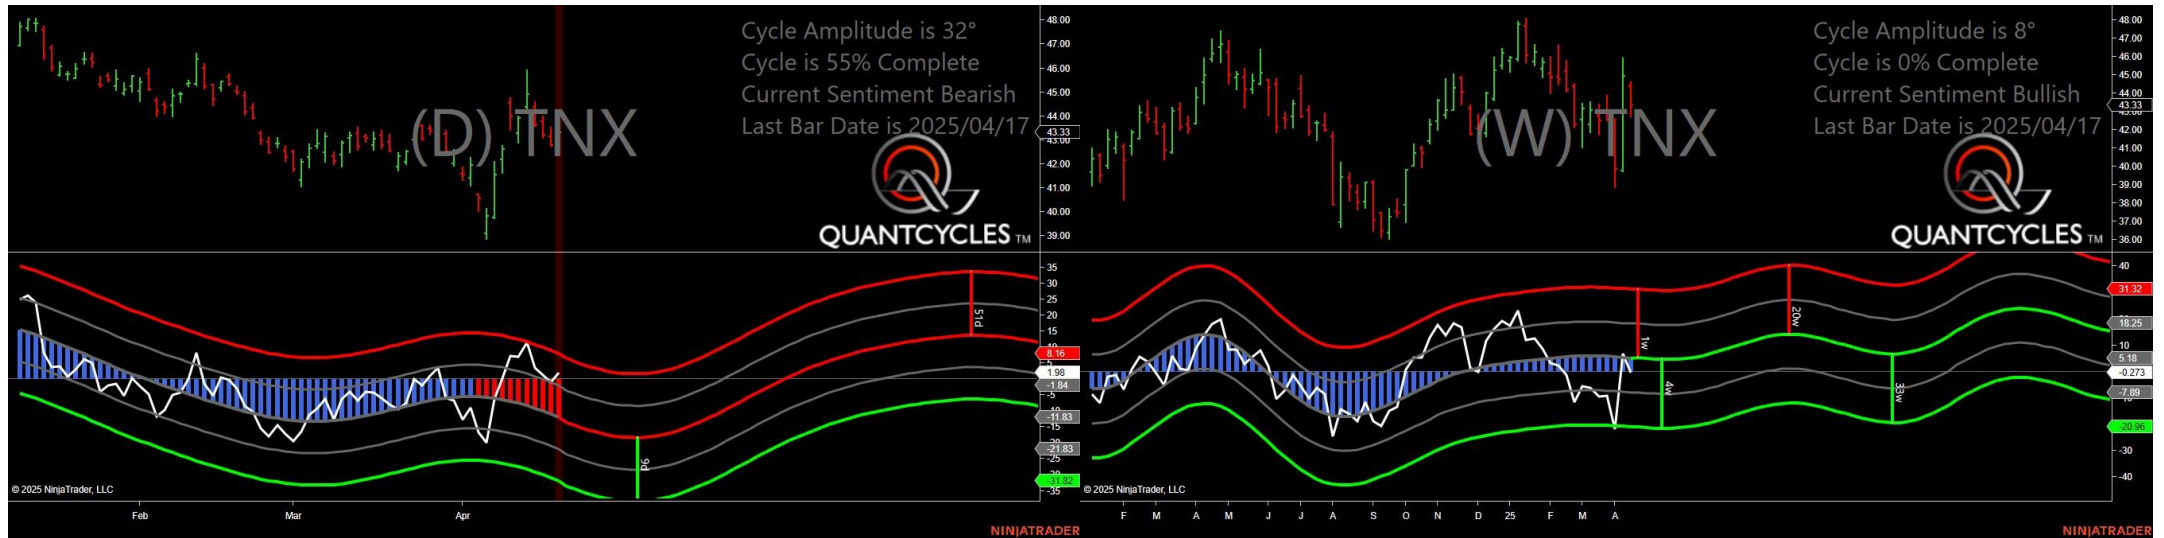 Cycle Amplitude is 32°
Cycle is 55% Complete
Current Sentiment Bearish
Last Bar Date is 2025/04/17
(D) TNX
QUANTCYCLES TM
48.00
47.00
46.00
45.00
44.00
43.33
43.00
42.00
41.00
40.00
39.00
35
30
25
20
15
8.16
1.98
-1.84
-5
-11.83
-15
-21.83
-25
-31.82
-35
51d
9d
© 2025 NinjaTrader, LLC
Feb
Mar
Apr
NINJATRADER
Cycle Amplitude is 8°
Cycle is 0% Complete
Current Sentiment Bullish
Last Bar Date is 2025/04/17
(W) TNX
QUANTCYCLES TM
48.00
47.00
46.00
45.00
44.00
43.33
42.00
41.00
40.00
39.00
38.00
37.00
36.00
40
31.32
18.25
10
5.18
-0.273
-7.89
-20.96
-30
-40
1w
4w
20w
33w
© 2025 NinjaTrader, LLC
F M A M J J A S O N D 25 F M A
NINJATRADER